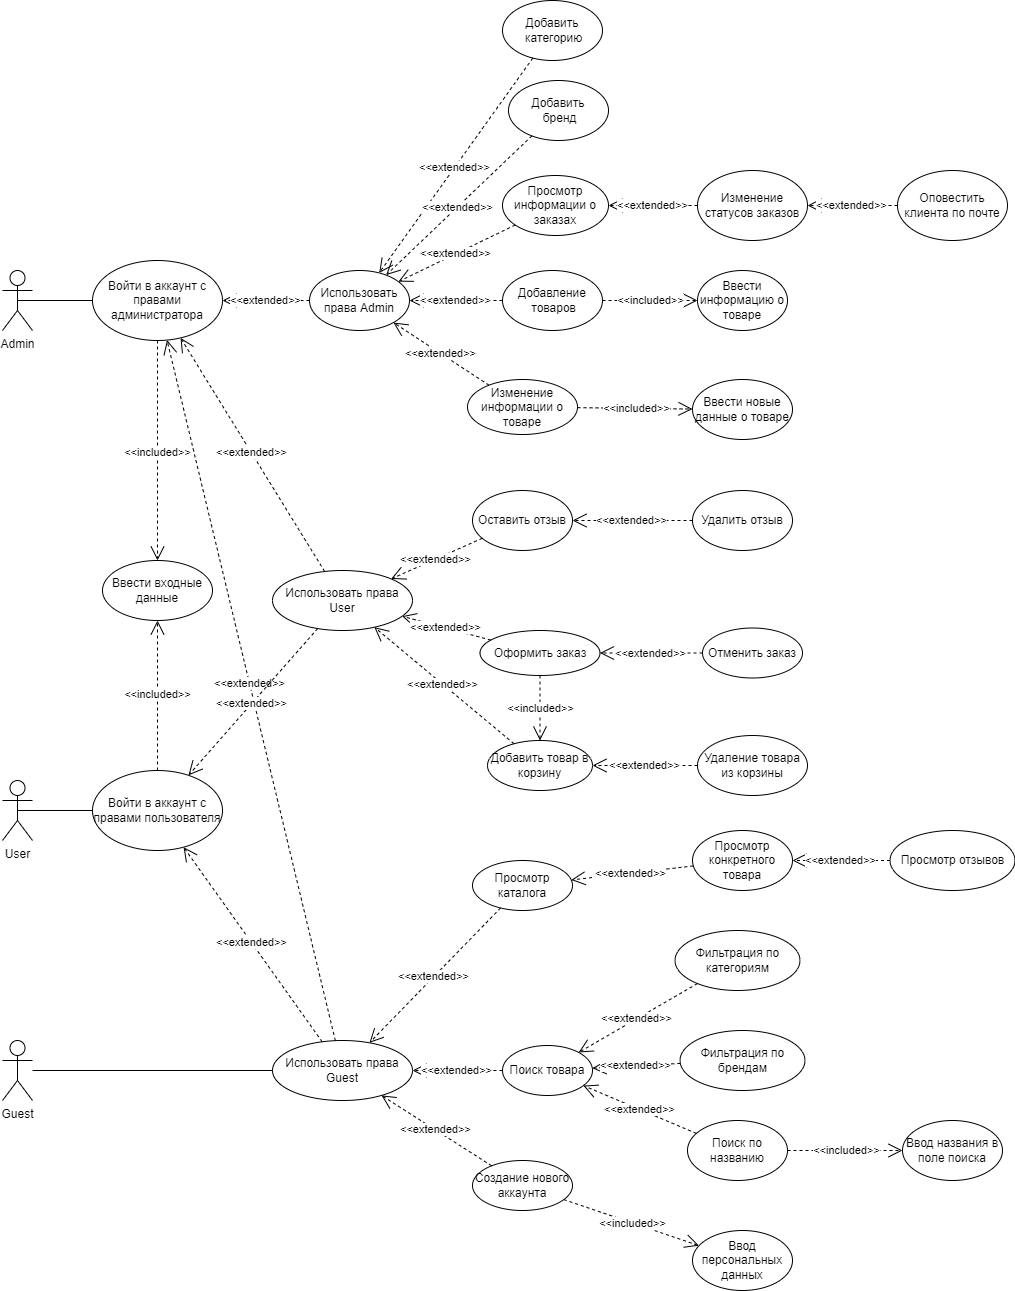 Добавить
категорию
Добавить
бренд
<<extended>>
<<extended>>
Просмотр
информации о
заказах
<<extended>>
Изменение
статусов заказов
<<extended>>
Оповестить
клиента по почте
<<extended>>
Admin
Войти в аккаунт с
правами
администратора
<<extended>>
Использовать
права Admin
<<extended>>
Добавление
товаров
<<included>>
Ввести
информацию о
товаре
<<extended>>
Изменение
информации о
товаре
<<included>>
Ввести новые
данные о товаре
<<included>>
<<extended>>
Оставить отзыв
<<extended>>
Удалить отзыв
<<extended>>
Ввести входные
данные
Использовать права
User
<<extended>>
Оформить заказ
<<extended>>
Отменить заказ
<<extended>>
<<extended>>
<<included>>
<<extended>>
<<extended>>
<<included>>
Добавить товар в
корзину
<<extended>>
Удаление товара
из корзины
User
Войти в аккаунт с
правами пользователя
Просмотр
каталога
<<extended>>
Просмотр
конкретного
товара
<<extended>>
Просмотр отзывов
<<extended>>
<<extended>>
Фильтрация по
категориям
<<extended>>
Guest
Использовать права
Guest
<<extended>>
Поиск товара
<<extended>>
Фильтрация по
брендам
<<extended>>
<<extended>>
Поиск по
названию
<<included>>
Ввод названия в
поле поиска
Создание нового
аккаунта
<<included>>
Ввод
персональных
данных